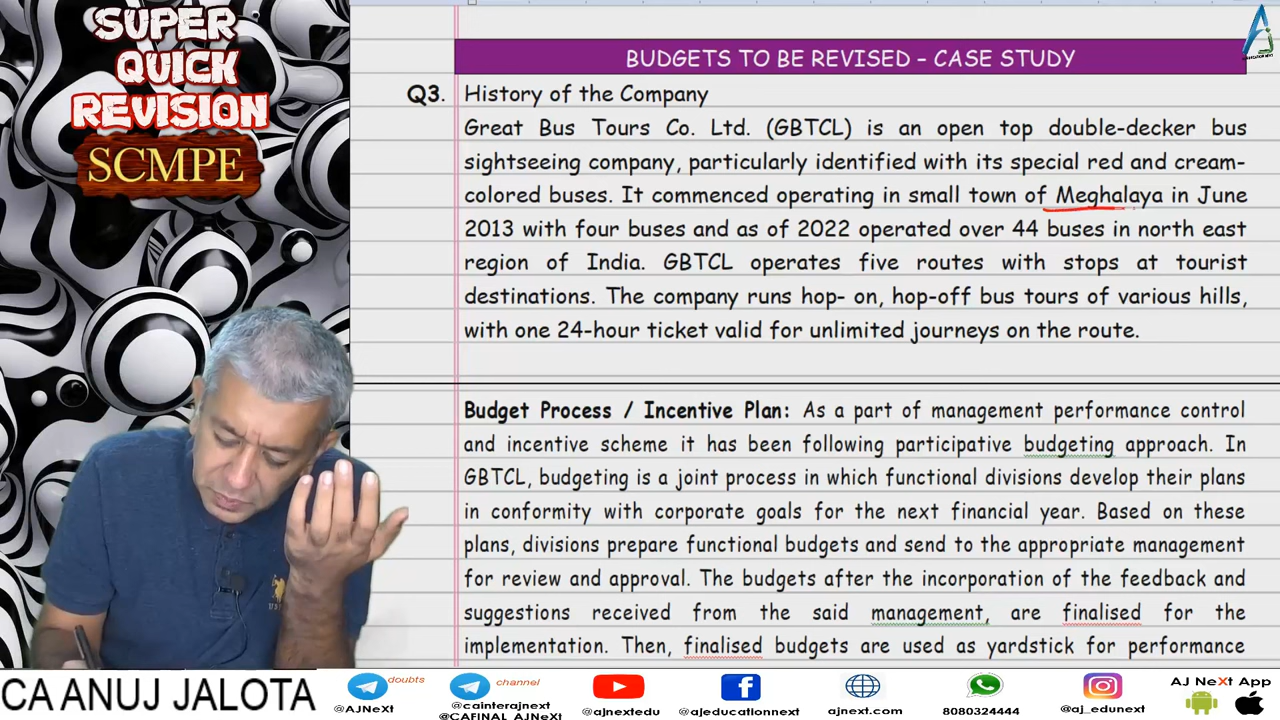 SUPER
QUICK
REVISION
SCMPE
BUDGETS TO BE REVISED – CASE STUDY
Q3. History of the Company
Great Bus Tours Co. Ltd. (GBTCL) is an open top double-decker bus
sightseeing company, particularly identified with its special red and cream-
colored buses. It commenced operating in small town of Meghalaya in June
2013 with four buses and as of 2022 operated over 44 buses in north east
region of India. GBTCL operates five routes with stops at tourist
destinations. The company runs hop- on, hop-off bus tours of various hills,
with one 24-hour ticket valid for unlimited journeys on the route.
Budget Process / Incentive Plan: As a part of management performance control
and incentive scheme it has been following participative budgeting approach. In
GBTCL, budgeting is a joint process in which functional divisions develop their plans
in conformity with corporate goals for the next financial year. Based on these
plans, divisions prepare functional budgets and send to the appropriate management
for review and approval. The budgets after the incorporation of the feedback and
suggestions received from the said management, are finalised for the
implementation. Then, finalised budgets are used as yardstick for performance
CA ANUJ JALOTA
doubts
@AJNeXt
channel
@cainterajnext
@CAFINAL_AJNeXt
@ajnextedu
@ajeducationnext
ajnext.com
8080324444
@aj_edunext
AJ NeXt App